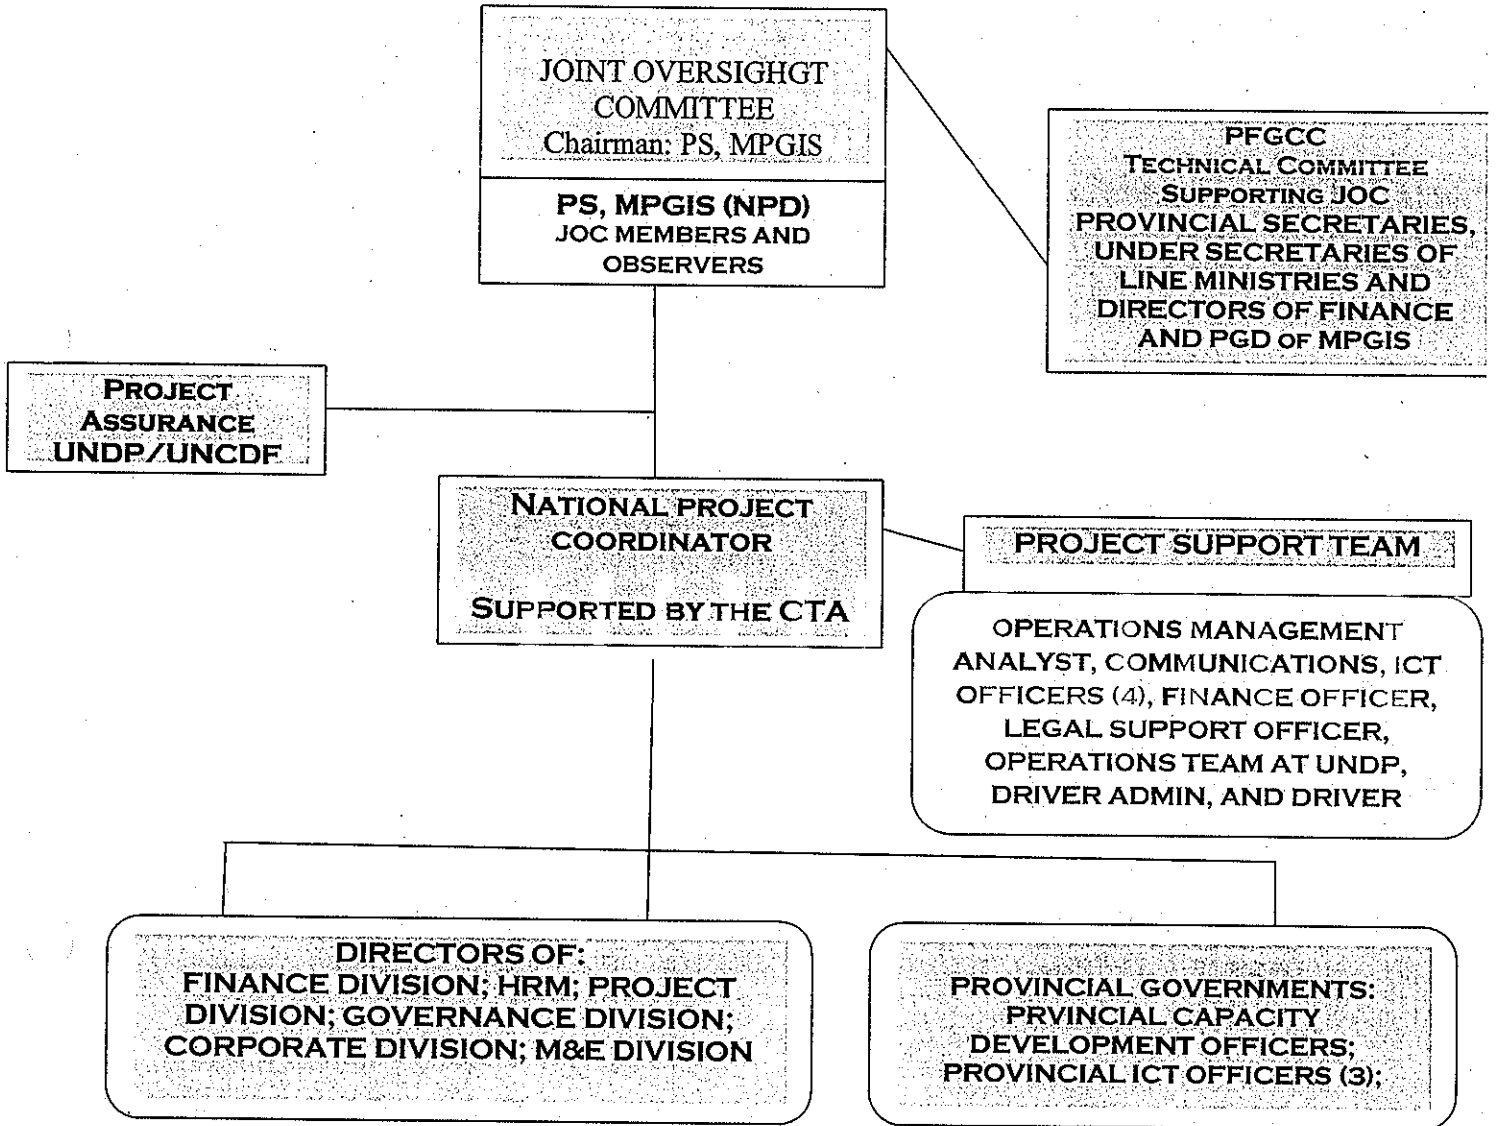 JOINT OVERSIGHGT
COMMITTEE
Chairman: PS, MPGIS
PS, MPGIS (NPD)
JOC MEMBERS AND
OBSERVERS
PFGCC
TECHNICAL COMMITTEE
SUPPORTING JOC
PROVINCIAL SECRETARIES,
UNDER SECRETARIES OF
LINE MINISTRIES AND
DIRECTORS OF FINANCE
AND PGD OF MPGIS
PROJECT
ASSURANCE
UNDP/UNCDF
NATIONAL PROJECT
COORDINATOR
SUPPORTED BY THE CTA
PROJECT SUPPORT TEAM
OPERATIONS MANAGEMENT
ANALYST, COMMUNICATIONS, ICT
OFFICERS (4), FINANCE OFFICER,
LEGAL SUPPORT OFFICER,
OPERATIONS TEAM AT UNDP,
DRIVER ADMIN, AND DRIVER
DIRECTORS OF:
FINANCE DIVISION; HRM; PROJECT
DIVISION; GOVERNANCE DIVISION;
CORPORATE DIVISION; M&E DIVISION
PROVINCIAL GOVERNMENTS:
PRVINCIAL CAPACITY
DEVELOPMENT OFFICERS;
PROVINCIAL ICT OFFICERS (3);